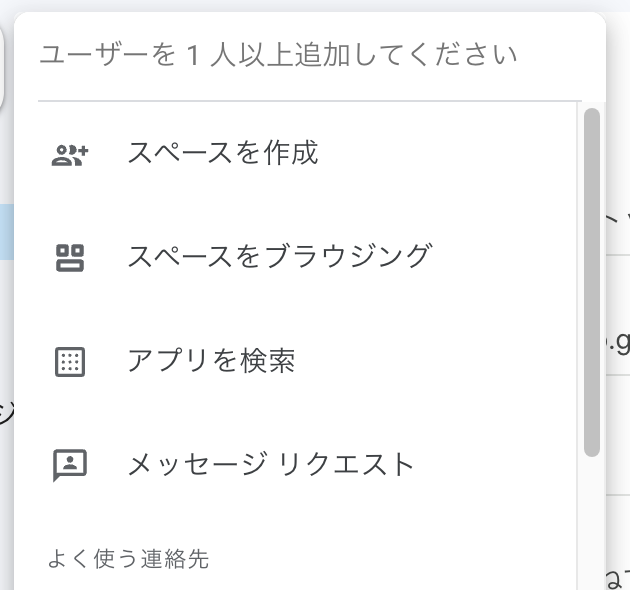 ユーザーを 1 人以上追加してください
スペースを作成
スペースをブラウジング
アプリを検索
メッセージ リクエスト
よく使う連絡先